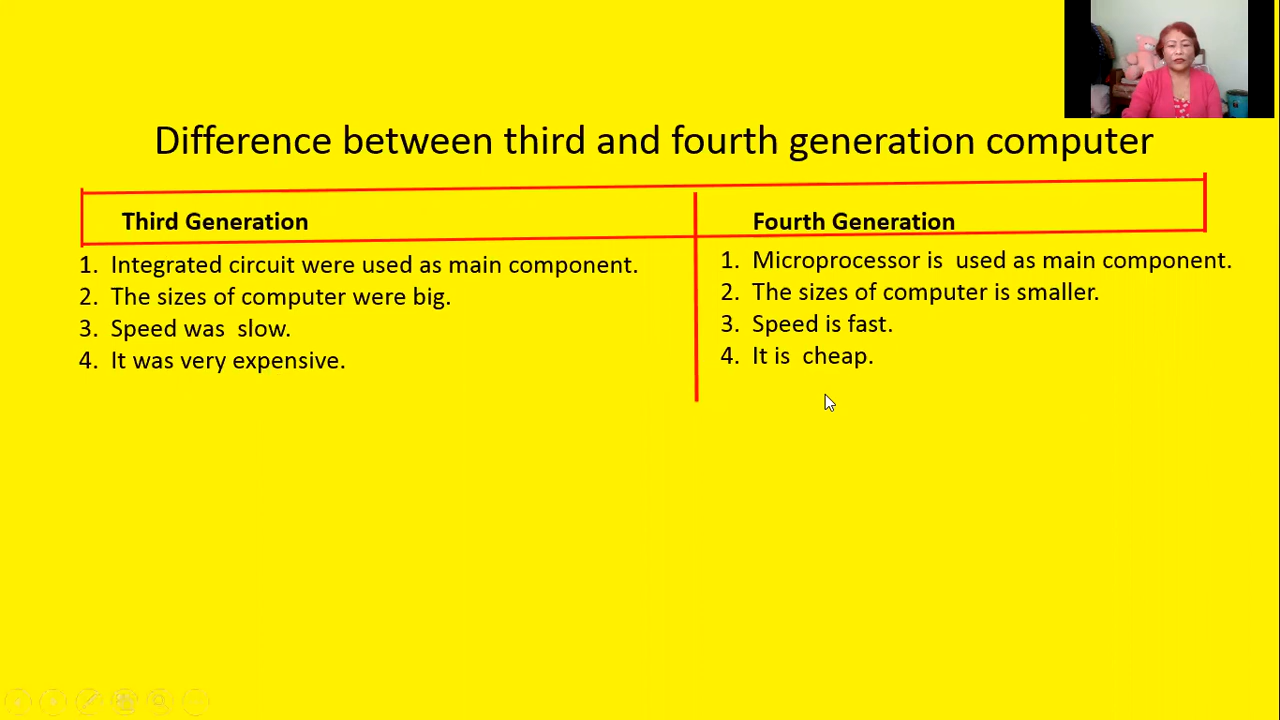 Difference between third and fourth generation computer
Third Generation
1. Integrated circuit were used as main component.
2. The sizes of computer were big.
3. Speed was  slow.
4. It was very expensive.
Fourth Generation
1. Microprocessor is  used as main component.
2. The sizes of computer is smaller.
3. Speed is fast.
4. It is  cheap.